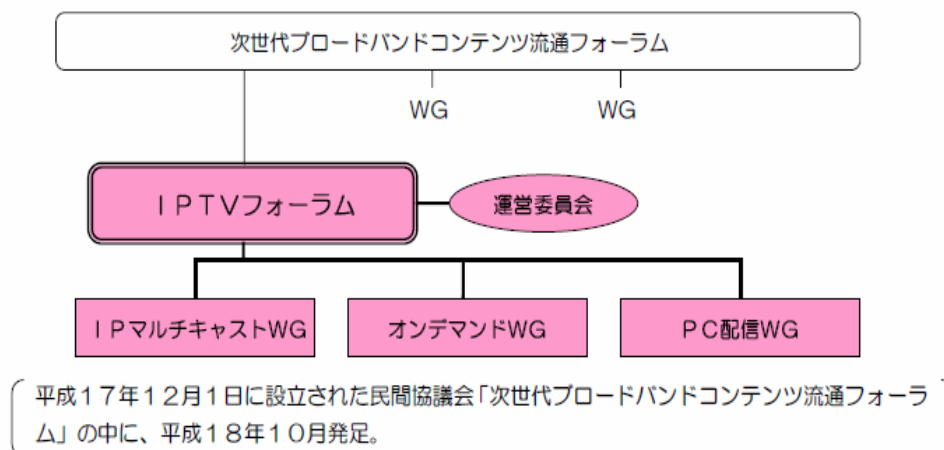 次世代ブロードバンドコンテンツ流通フォーラム
WG
WG
ＩＰＴＶフォーラム
運営委員会
ＩＰマルチキャストWG
オンデマンドWG
ＰＣ配信WG
平成１７年１２月１日に設立された民間協議会「次世代ブロードバンドコンテンツ流通フォーラ
ム」の中に、平成１８年１０月発足。